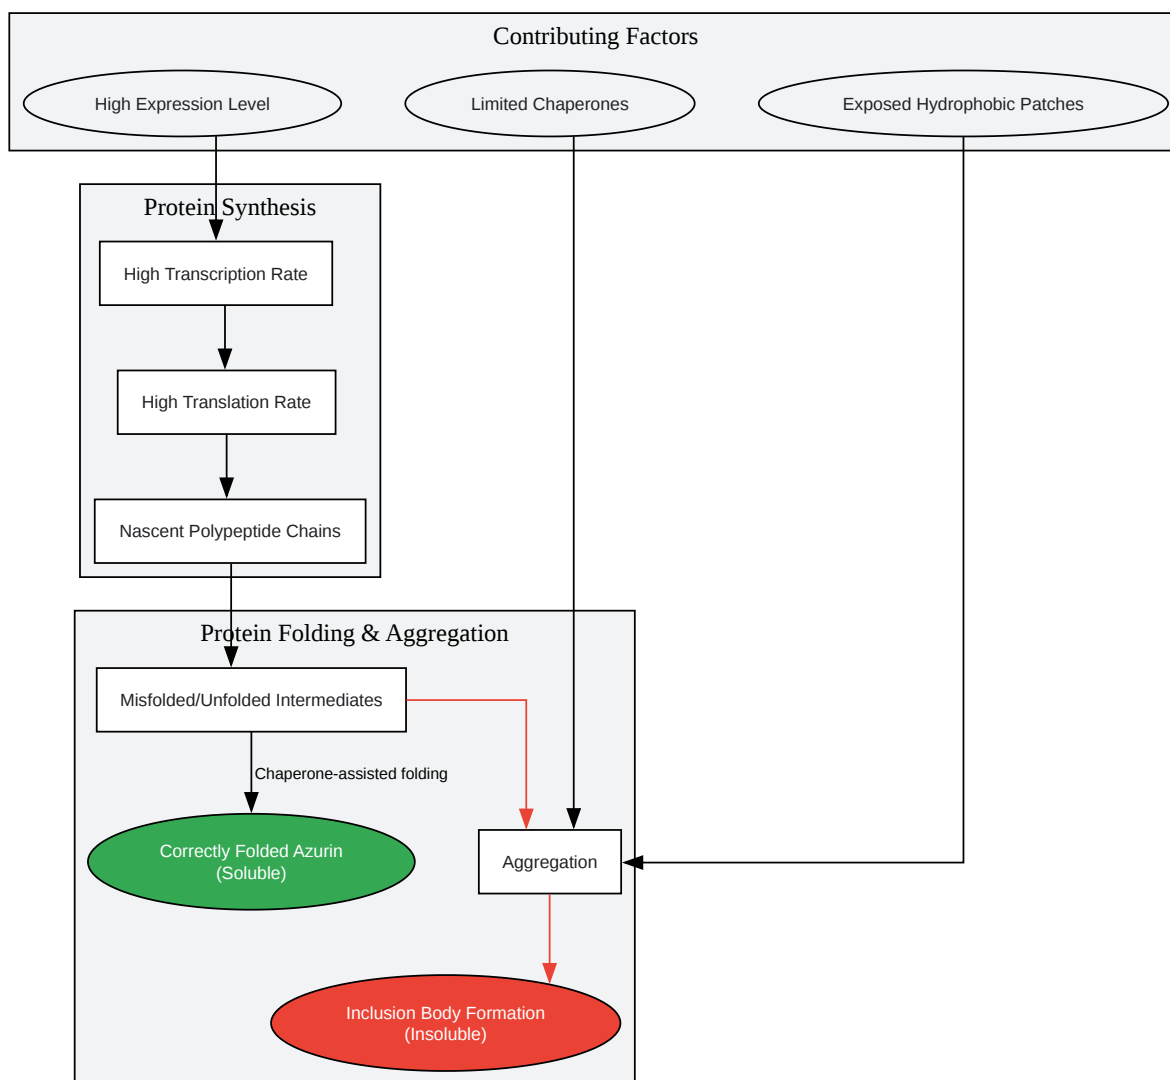 Contributing Factors
High Expression Level
Limited Chaperones
Exposed Hydrophobic Patches
Protein Synthesis
High Transcription Rate
High Translation Rate
Nascent Polypeptide Chains
Protein Folding & Aggregation
Misfolded/Unfolded Intermediates
Chaperone-assisted folding
Correctly Folded Azurin
(Soluble)
Aggregation
Inclusion Body Formation
(Insoluble)